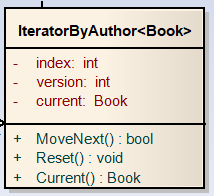 IteratorByAuthor<Book>
- index: int
- version: int
- current: Book
+ MoveNext() : bool
+ Reset() : void
+ Current() : Book